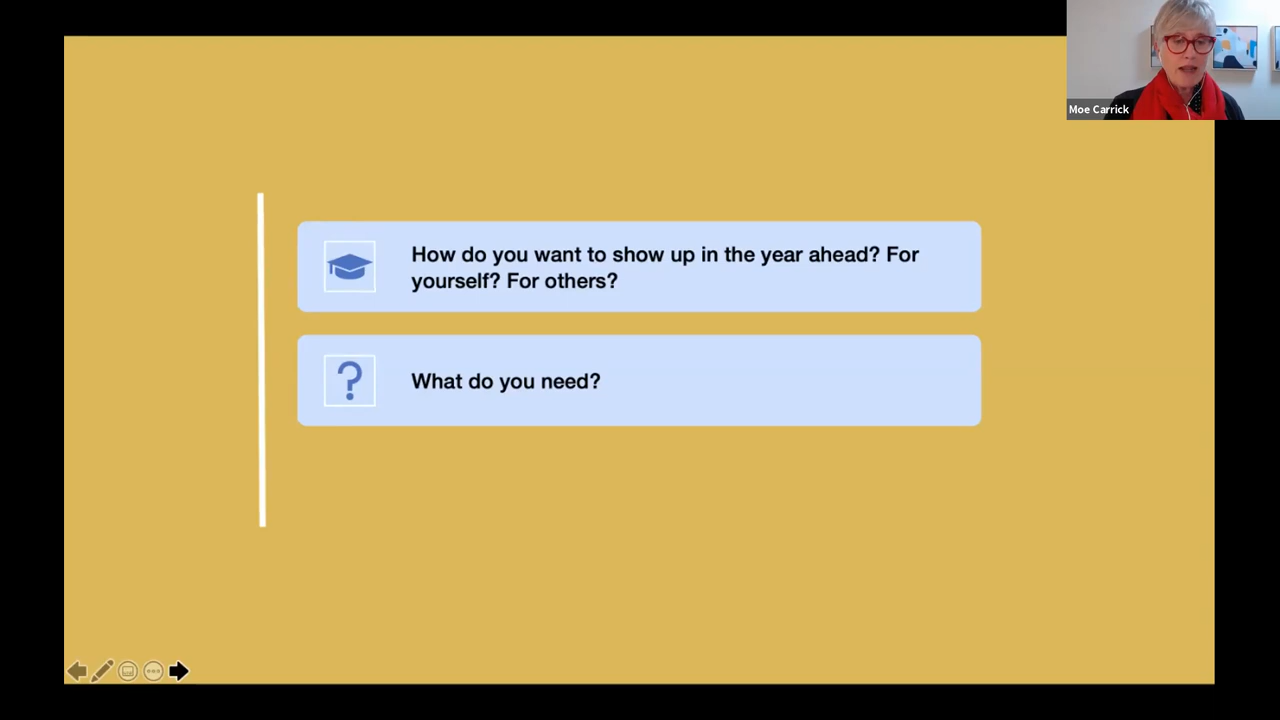 Moe Carrick
How do you want to show up in the year ahead? For
yourself? For others?
What do you need?